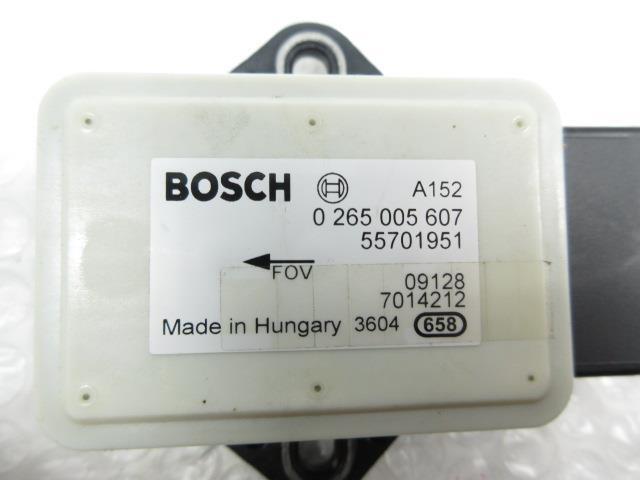 BOSCH A152
0 265 005 607
55701951
FOV
09128
7014212
Made in Hungary 3604 658